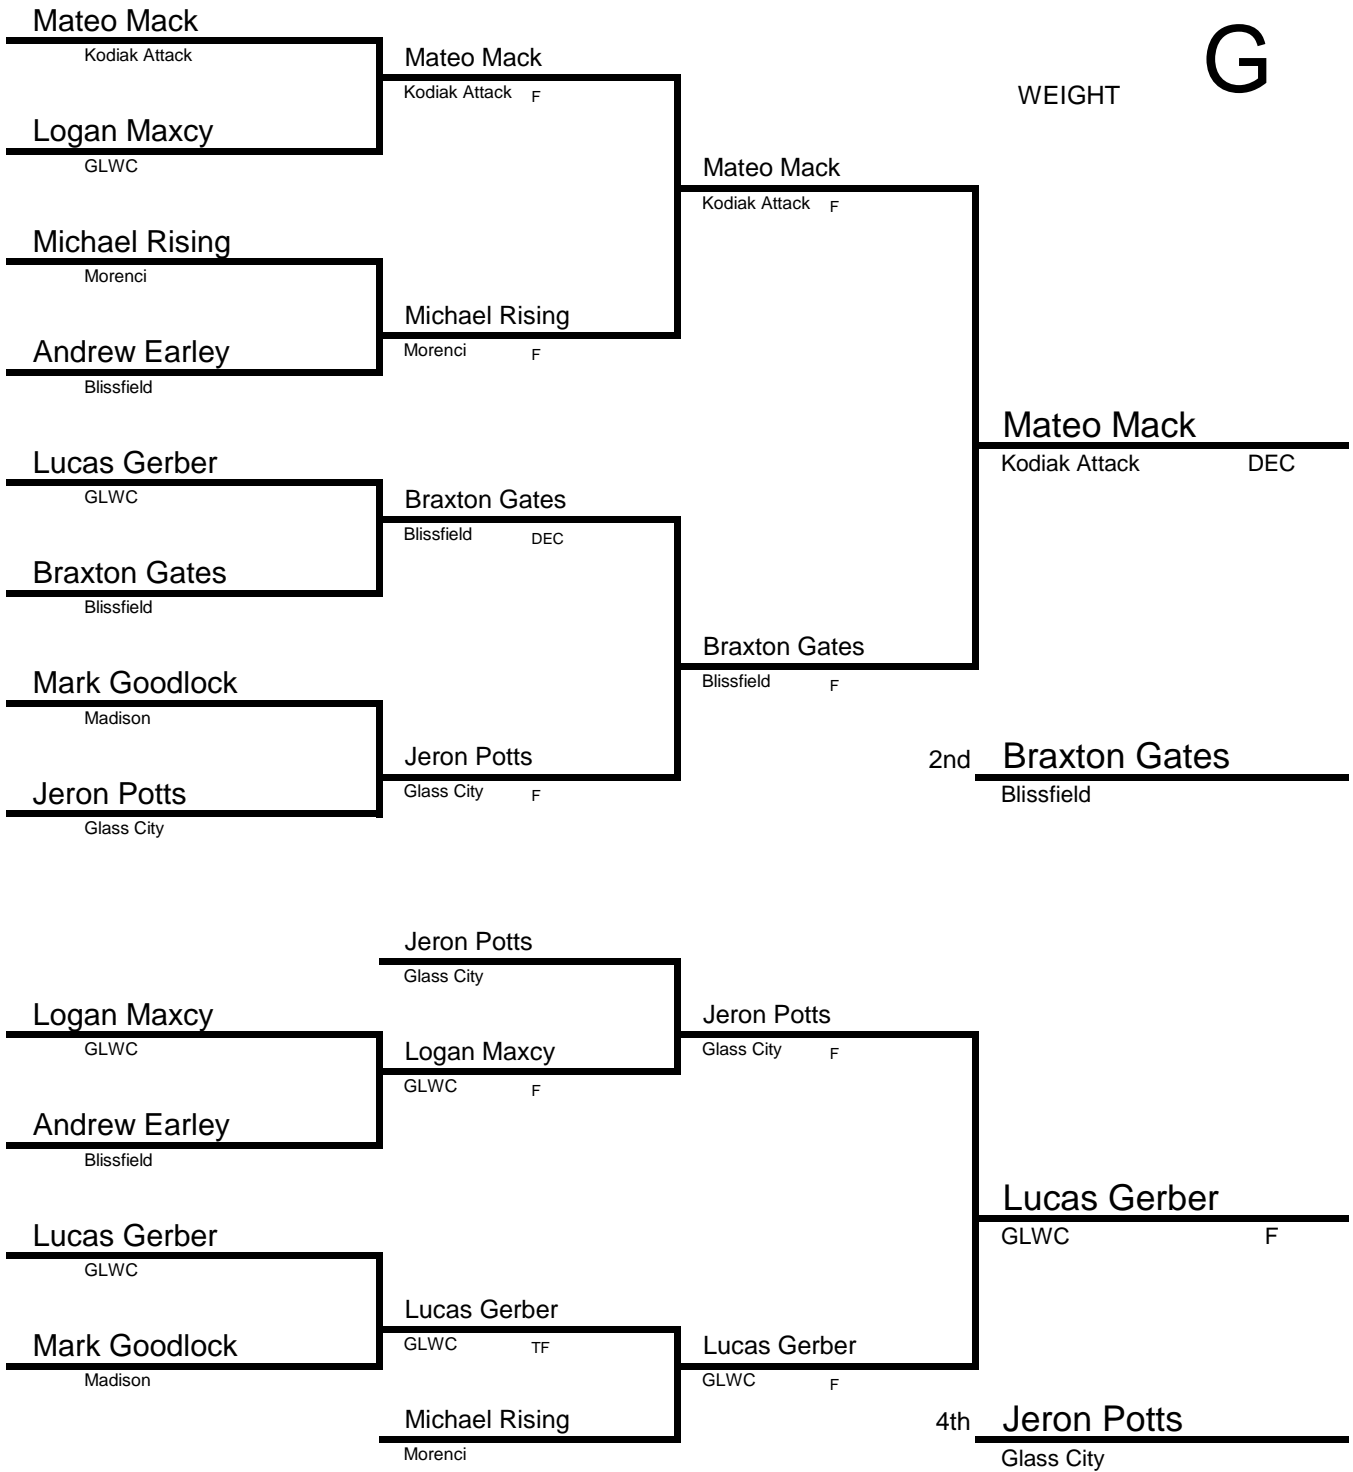 Mateo Mack
Kodiak Attack
Mateo Mack
Kodiak Attack F
G
WEIGHT
Logan Maxcy
GLWC
Mateo Mack
Kodiak Attack F
Michael Rising
Morenci
Michael Rising
Morenci F
Andrew Earley
Blissfield
Mateo Mack
Kodiak Attack DEC
Lucas Gerber
GLWC
Braxton Gates
Blissfield DEC
Braxton Gates
Blissfield
Braxton Gates
Blissfield F
Mark Goodlock
Madison
Jeron Potts
Glass City F
2nd Braxton Gates
Blissfield
Jeron Potts
Glass City
Jeron Potts
Glass City
Logan Maxcy
GLWC
Jeron Potts
Glass City F
Logan Maxcy
GLWC F
Andrew Earley
Blissfield
Lucas Gerber
GLWC F
Lucas Gerber
GLWC
Lucas Gerber
GLWC TF
Mark Goodlock
Madison
Lucas Gerber
GLWC F
Michael Rising
Morenci
4th Jeron Potts
Glass City